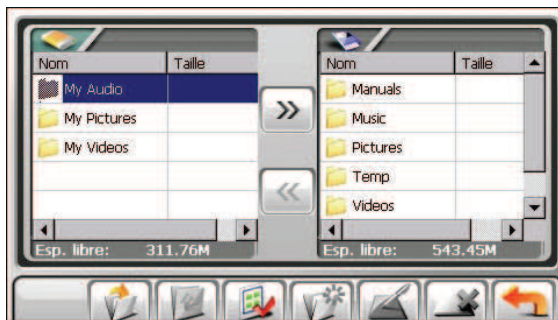 Nom Taille
My Audio
My Pictures
My Videos
Esp. libre: 311.76M
Nom Taille
Manuals
Music
Pictures
Temp
Videos
Esp. libre: 543.45M